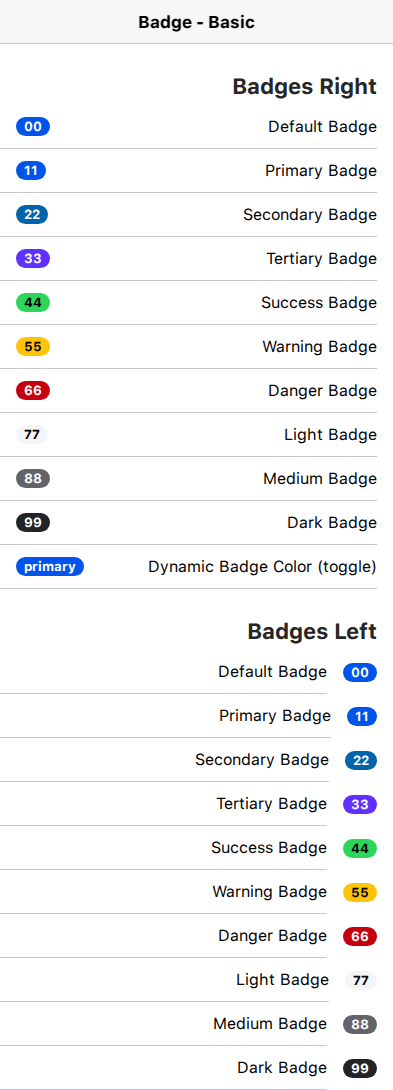 Badge - Basic
Badges Right
00 Default Badge
11 Primary Badge
22 Secondary Badge
33 Tertiary Badge
44 Success Badge
55 Warning Badge
66 Danger Badge
77 Light Badge
88 Medium Badge
99 Dark Badge
primary Dynamic Badge Color (toggle)
Badges Left
Default Badge 00
Primary Badge 11
Secondary Badge 22
Tertiary Badge 33
Success Badge 44
Warning Badge 55
Danger Badge 66
Light Badge 77
Medium Badge 88
Dark Badge 99